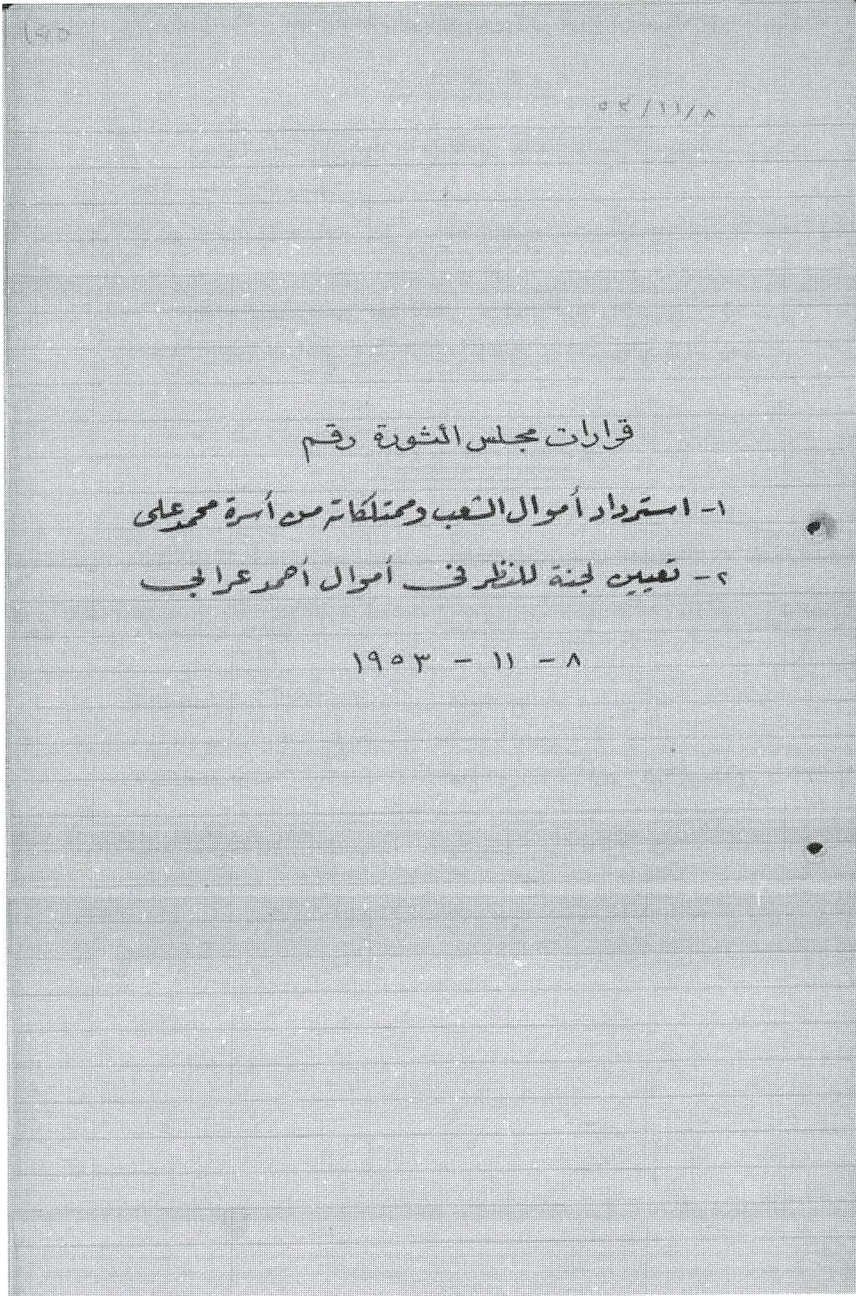 ٥٣/١١/٨
قرارات مجلس الثورة رقم
١- استرداد أموال الشعب وممتلكاته من أسرة محمد على
٢- تعيين لجنة للنظر فى أموال أحمد عرابى
٨ - ١١ - ١٩٥٣